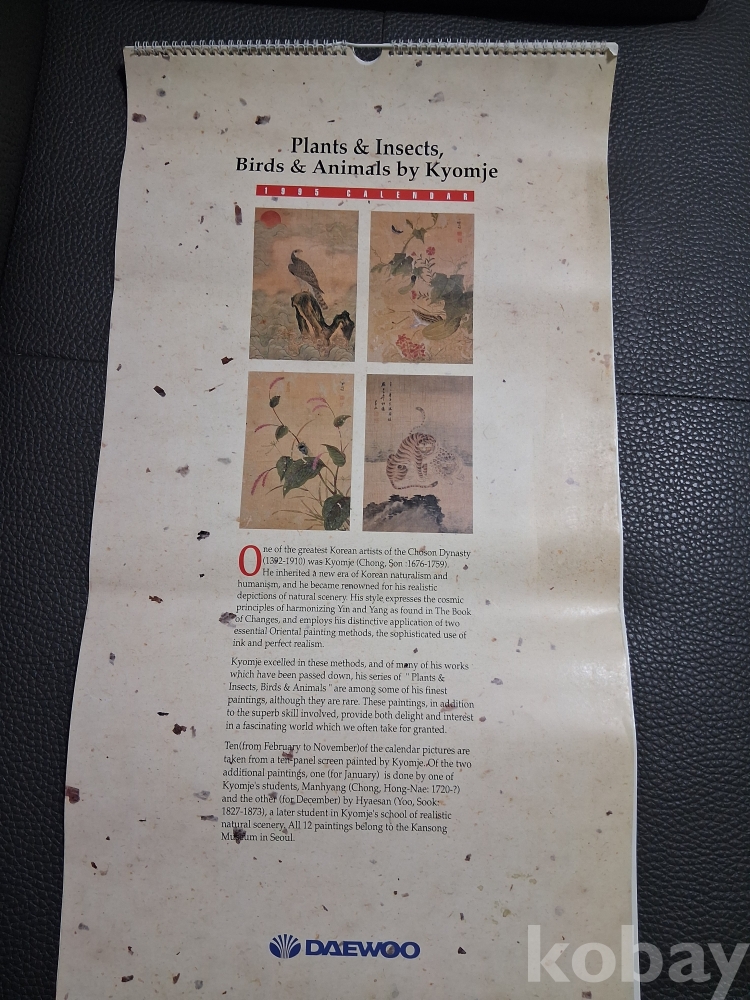 Plants & Insects,
Birds & Animals by Kyomje
1995 CALENDAR
One of the greatest Korean artists of the Choson Dynasty
(1392-1910) was Kyomje (Chong, Son :1676-1759).
He inherited a new era of Korean naturalism and
humanism, and he became renowned for his realistic
depictions of natural scenery. His style expresses the cosmic
principles of harmonizing Yin and Yang as found in The Book
of Changes, and employs his distinctive application of two
essential Oriental painting methods, the sophisticated use of
ink and perfect realism.
Kyomje excelled in these methods, and of many of his works
which have been passed down, his series of " Plants &
Insects, Birds & Animals " are among some of his finest
paintings, although they are rare. These paintings, in addition
to the superb skill involved, provide both delight and interest
in a fascinating world which we often take for granted.
Ten(from February to November)of the calendar pictures are
taken from a ten-panel screen painted by Kyomje. Of the two
additional paintings, one (for January) is done by one of
Kyomje's students, Manhyang (Chong, Hong-Nae: 1720-?)
and the other (for December) by Hyaesan (Yoo, Sook:
1827-1873), a later student in Kyomje's school of realistic
natural scenery. All 12 paintings belong to the Kansong
Museum in Seoul.
DAEWOO
kobay